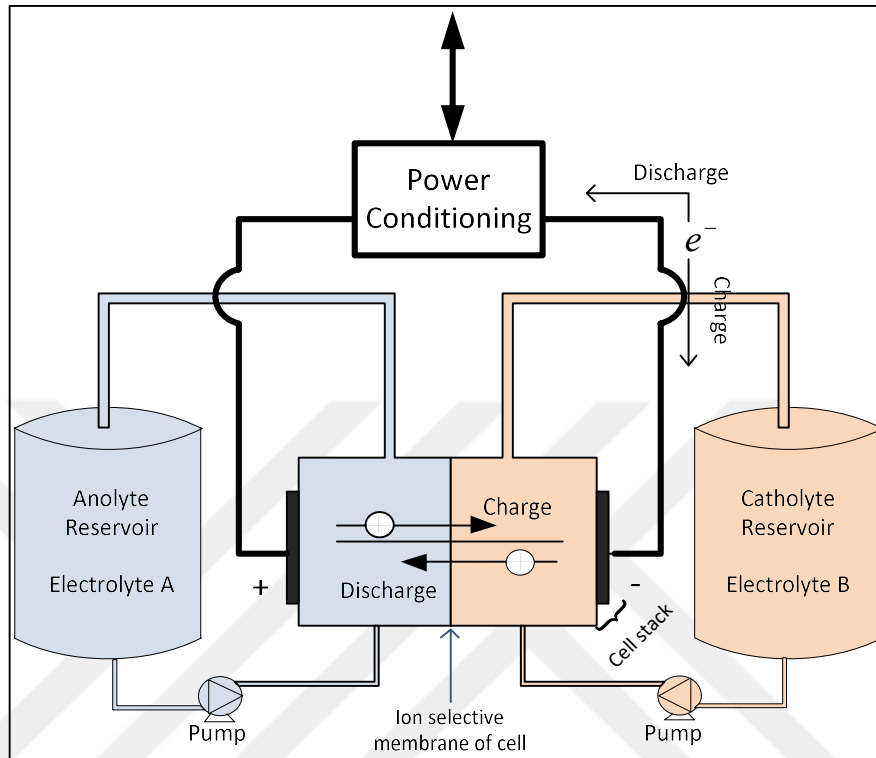 Power
Conditioning
Discharge
e⁻
Charge
Anolyte
Reservoir
Electrolyte A
Catholyte
Reservoir
Electrolyte B
Charge
Discharge
+
-
Cell stack
Pump
Ion selective
membrane of cell
Pump